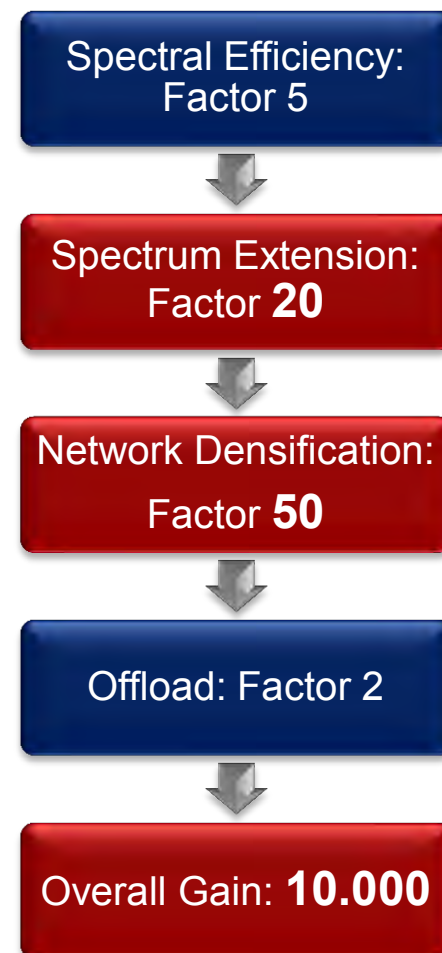 Spectral Efficiency:
Factor 5
Spectrum Extension:
Factor 20
Network Densification:
Factor 50
Offload: Factor 2
Overall Gain: 10.000